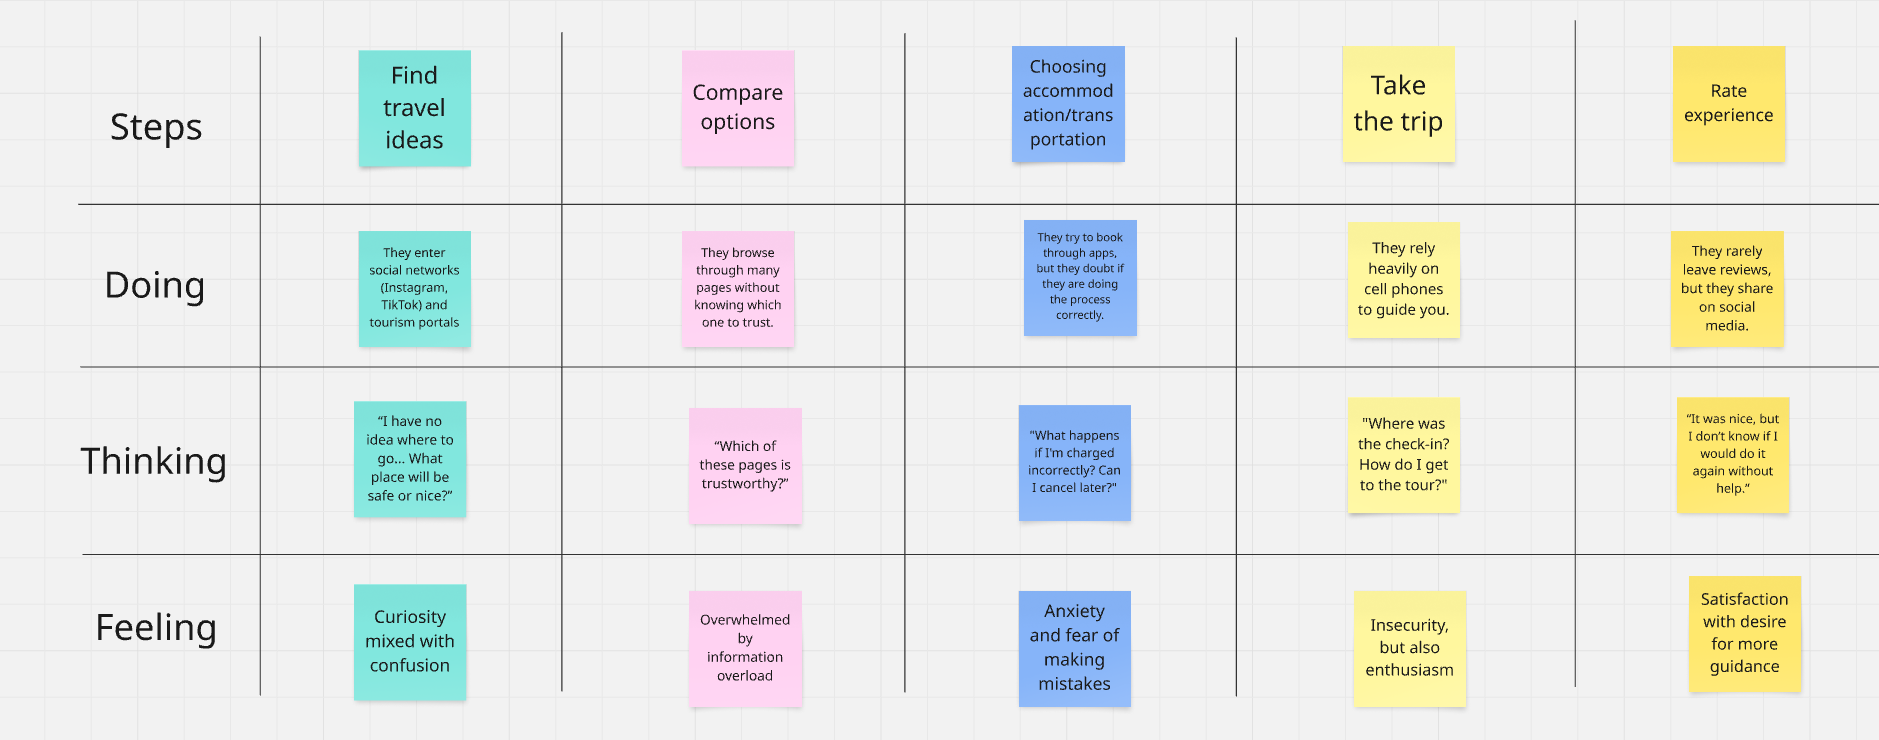 Steps
Find
travel
ideas
Compare
options
Choosing
accommod
ation/trans
portation
Take
the trip
Rate
experience
Doing
They enter
social networks
(Instagram,
TikTok) and
tourism portals
They browse
through many
pages without
knowing which
one to trust.
They try to book
through apps,
but they doubt if
they are doing
the process
correctly.
They rely
heavily on
cell phones
to guide you.
They rarely
leave reviews,
but they share
on social
media.
Thinking
“I have no
idea where to
go... What
place will be
safe or nice?”
“Which of
these pages is
trustworthy?”
"What happens
if I'm charged
incorrectly? Can
I cancel later?"
"Where was
the check-in?
How do I get
to the tour?"
“It was nice, but
I don’t know if I
would do it
again without
help.”
Feeling
Curiosity
mixed with
confusion
Overwhelmed
by
information
overload
Anxiety
and fear of
making
mistakes
Insecurity,
but also
enthusiasm
Satisfaction
with desire
for more
guidance